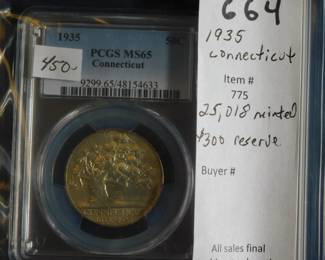 1935 50C
PCGS MS65
Connecticut
450-
9299.65/48154633
CONNECTICUT
664
1935
Connecticut
Item #
775
25,018 minted
$300 reserve
Buyer #
All sales final